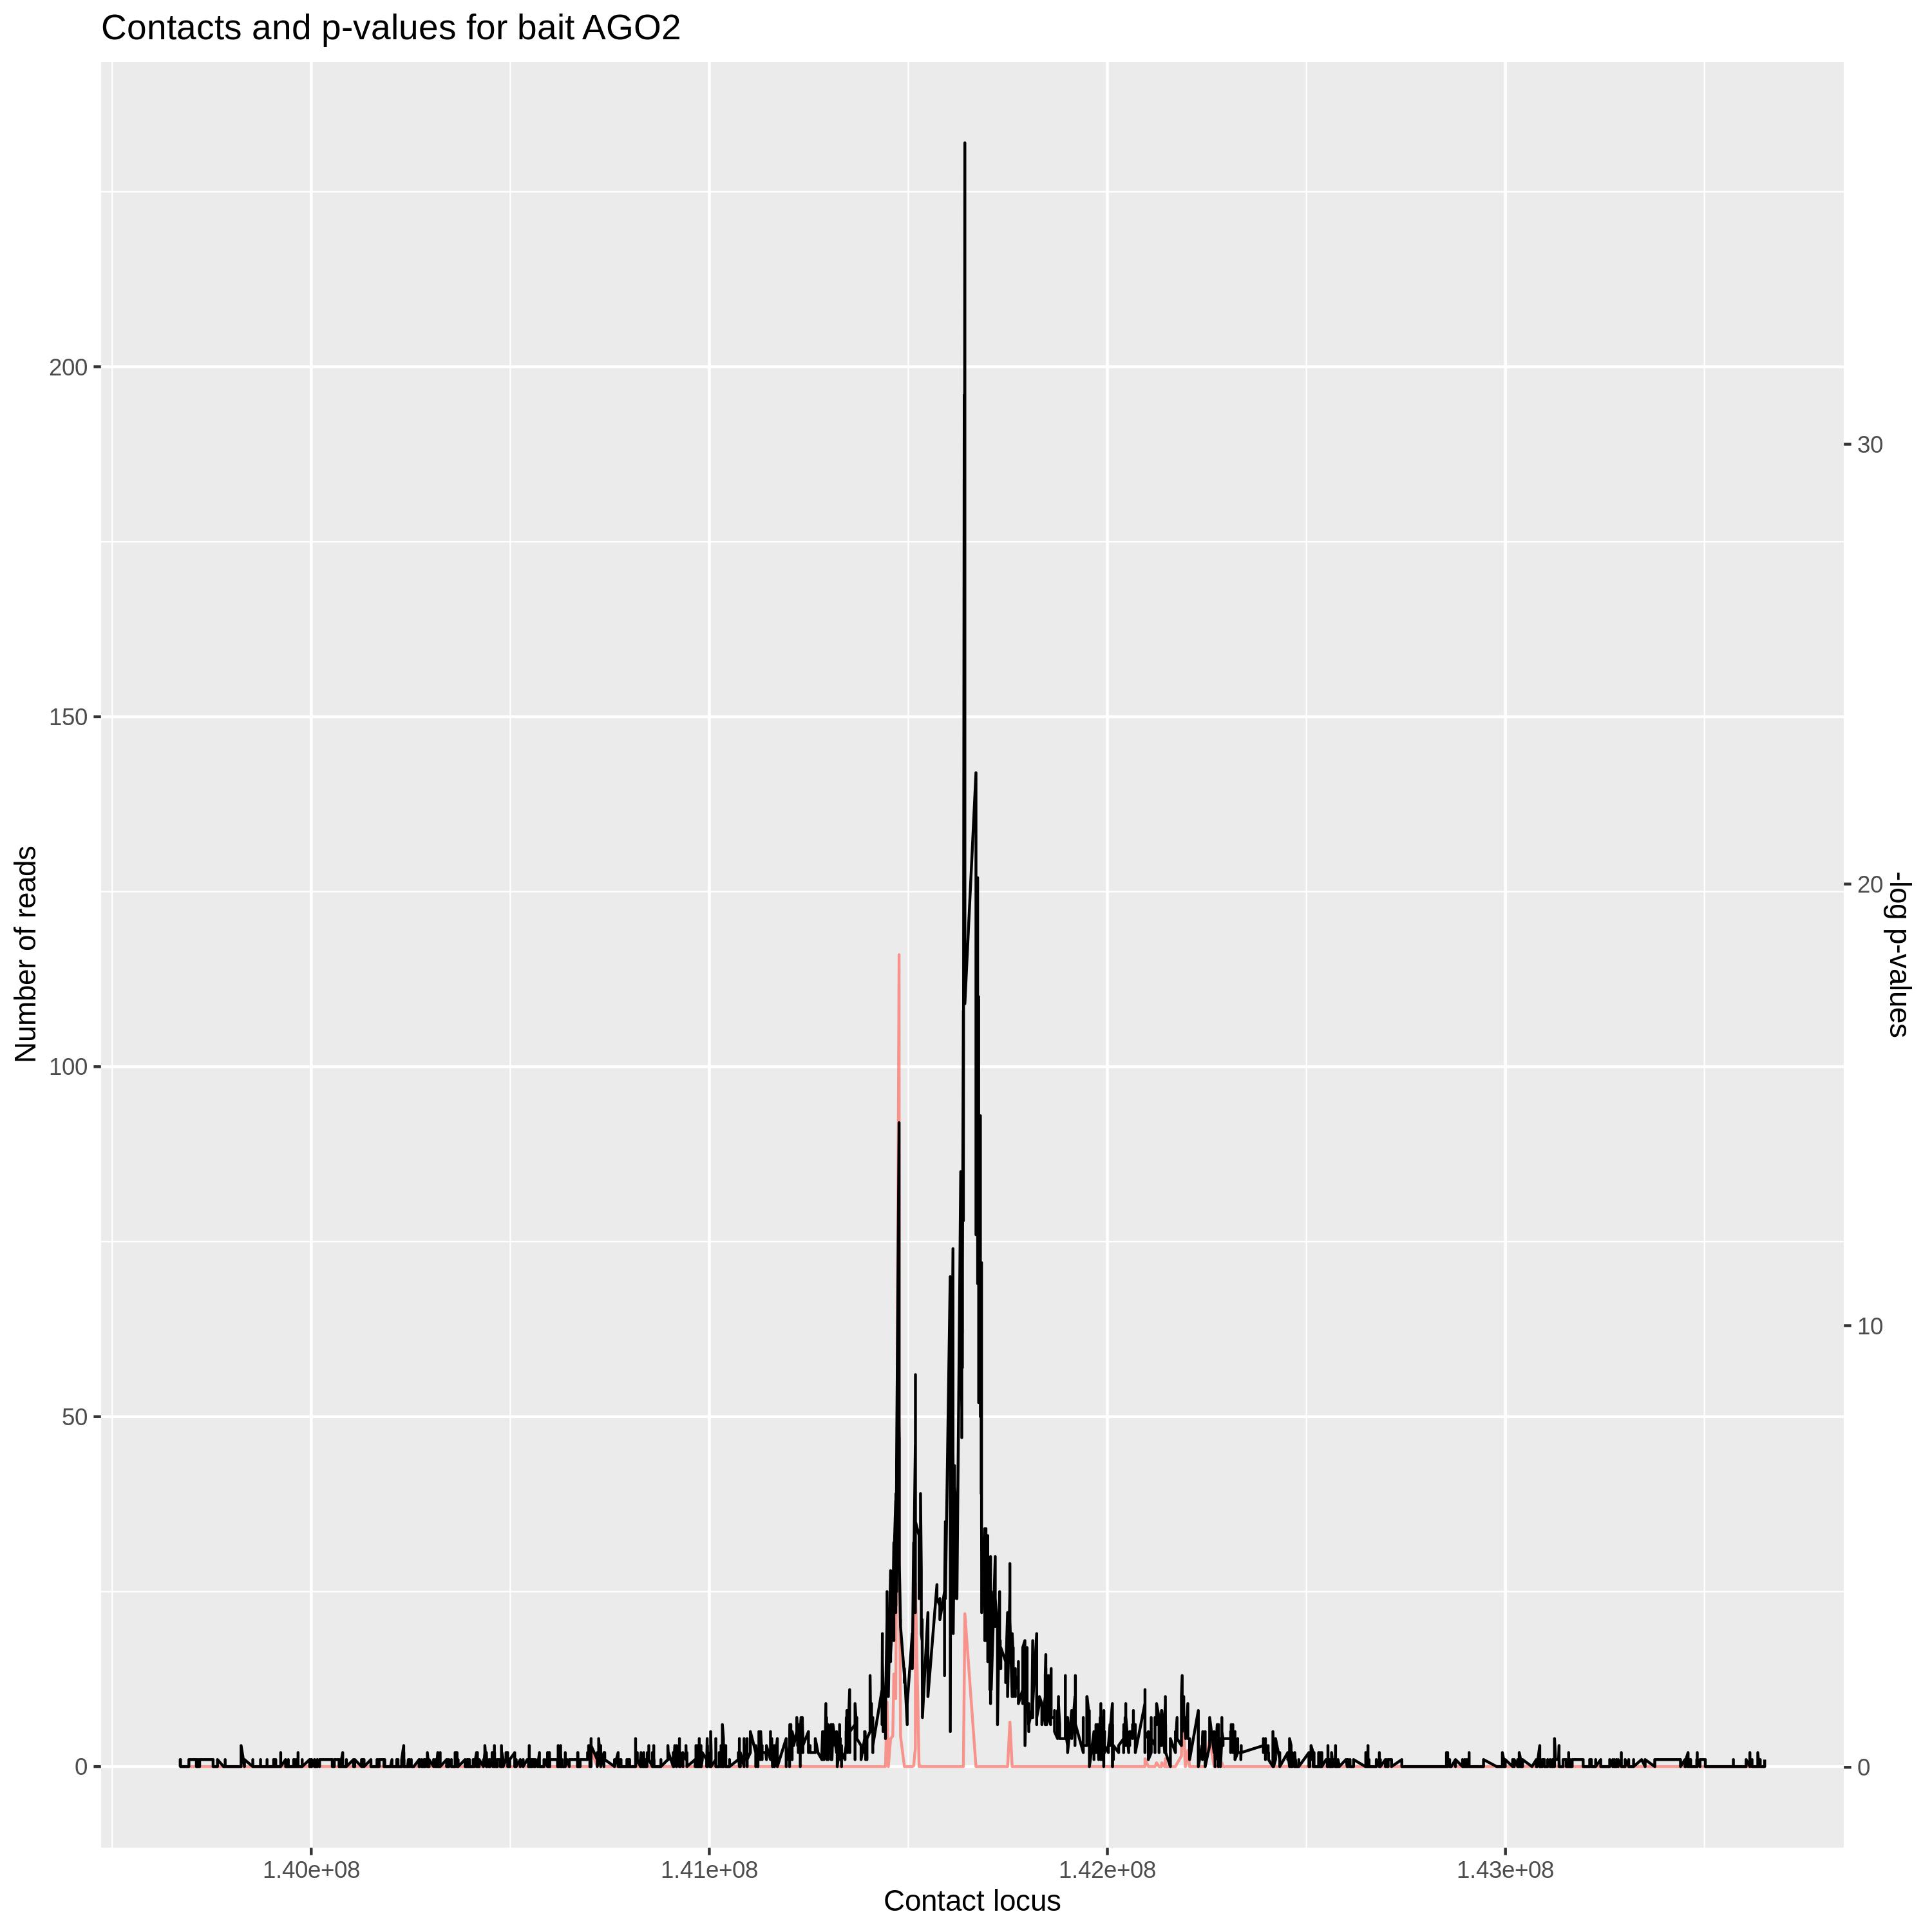 Contacts and p-values for bait AGO2
Number of reads
200
150
100
50
0
30
20
10
0
-log p-values
1.40e+08
1.41e+08
1.42e+08
1.43e+08
Contact locus